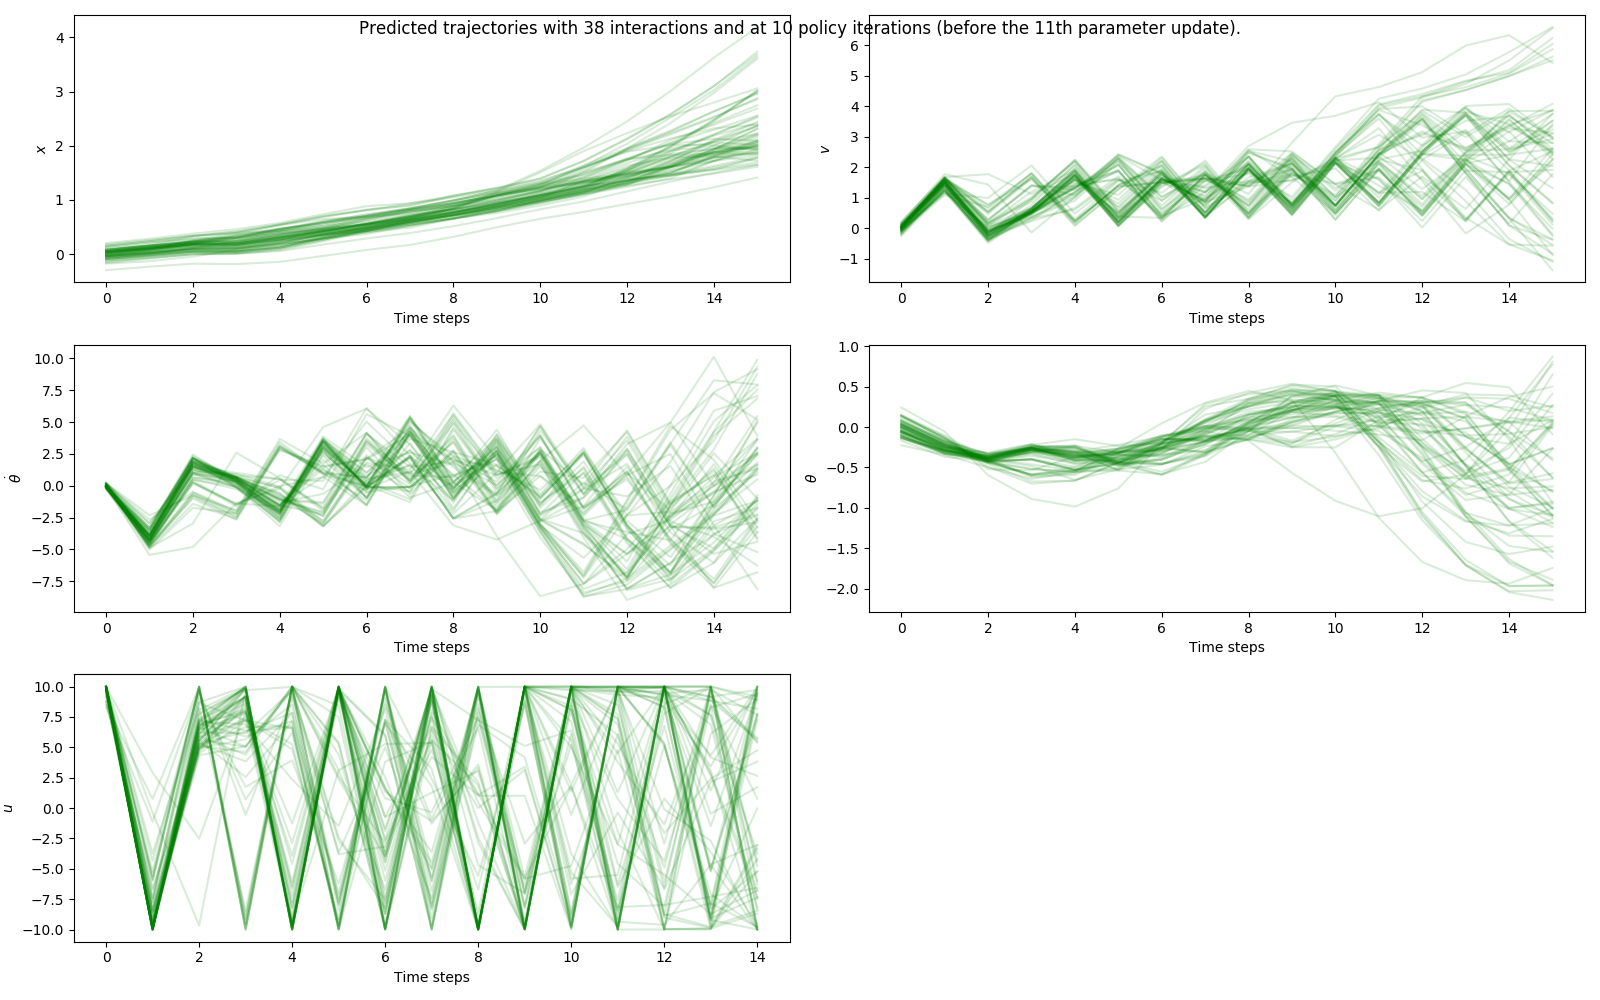 Predicted trajectories with 38 interactions and at 10 policy iterations (before the 11th parameter update).
4
3
2
1
0
x
0 2 4 6 8 10 12 14
Time steps
6
5
4
3
2
1
0
−1
v
0 2 4 6 8 10 12 14
Time steps
10.0
7.5
5.0
2.5
0.0
−2.5
−5.0
−7.5
θ̇
0 2 4 6 8 10 12 14
Time steps
1.0
0.5
0.0
−0.5
−1.0
−1.5
−2.0
θ
0 2 4 6 8 10 12 14
Time steps
10.0
7.5
5.0
2.5
0.0
−2.5
−5.0
−7.5
−10.0
u
0 2 4 6 8 10 12 14
Time steps